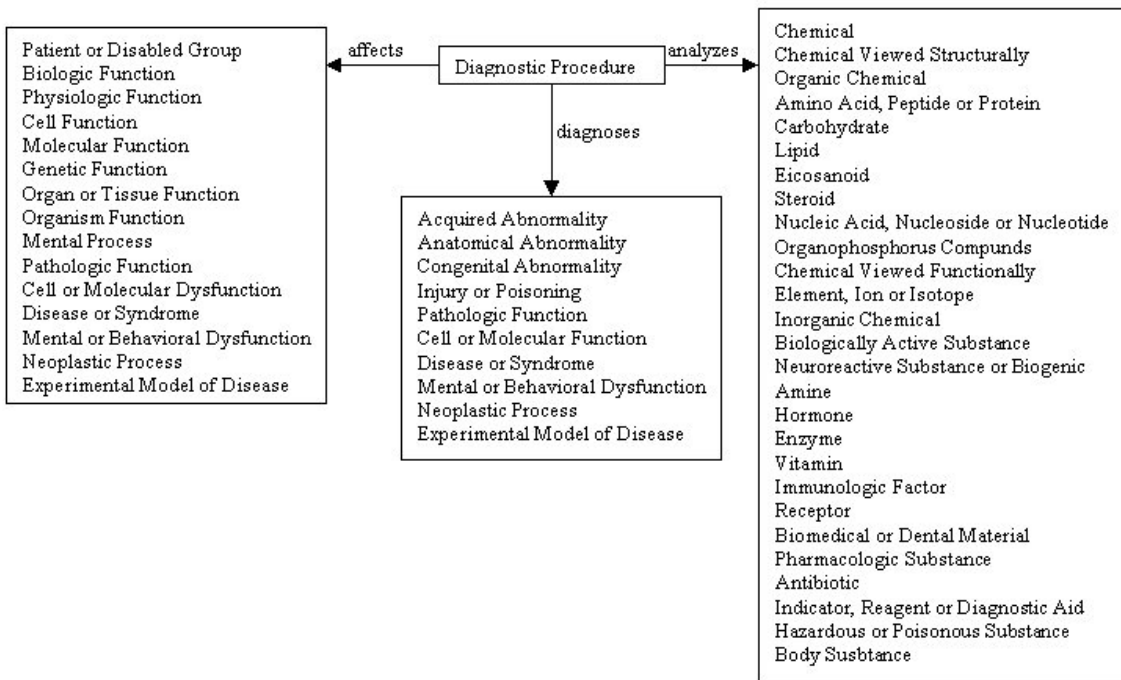 Patient or Disabled Group
Biologic Function
Physiologic Function
Cell Function
Molecular Function
Genetic Function
Organ or Tissue Function
Organism Function
Mental Process
Pathologic Function
Cell or Molecular Dysfunction
Disease or Syndrome
Mental or Behavioral Dysfunction
Neoplastic Process
Experimental Model of Disease
affects
Diagnostic Procedure
analyzes
diagnoses
Acquired Abnormality
Anatomical Abnormality
Congenital Abnormality
Injury or Poisoning
Pathologic Function
Cell or Molecular Function
Disease or Syndrome
Mental or Behavioral Dysfunction
Neoplastic Process
Experimental Model of Disease
Chemical
Chemical Viewed Structurally
Organic Chemical
Amino Acid, Peptide or Protein
Carbohydrate
Lipid
Eicosanoid
Steroid
Nucleic Acid, Nucleoside or Nucleotide
Organophosphorus Compunds
Chemical Viewed Functionally
Element, Ion or Isotope
Inorganic Chemical
Biologically Active Substance
Neuroreactive Substance or Biogenic
Amine
Hormone
Enzyme
Vitamin
Immunologic Factor
Receptor
Biomedical or Dental Material
Pharmacologic Substance
Antibiotic
Indicator, Reagent or Diagnostic Aid
Hazardous or Poisonous Substance
Body Susbtance